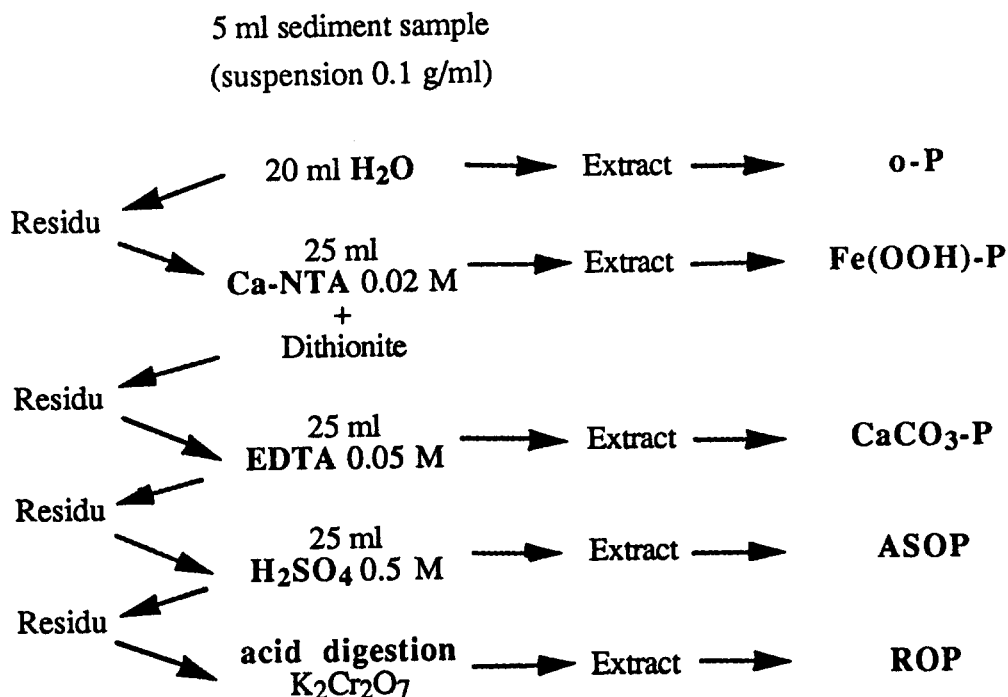 5 ml sediment sample
(suspension 0.1 g/ml)
20 ml H₂O Extract o-P
Residu
25 ml
Ca-NTA 0.02 M Extract Fe(OOH)-P
+
Dithionite
Residu
25 ml
EDTA 0.05 M Extract CaCO₃-P
Residu
25 ml
H₂SO₄ 0.5 M Extract ASOP
Residu
acid digestion
K₂Cr₂O₇ Extract ROP